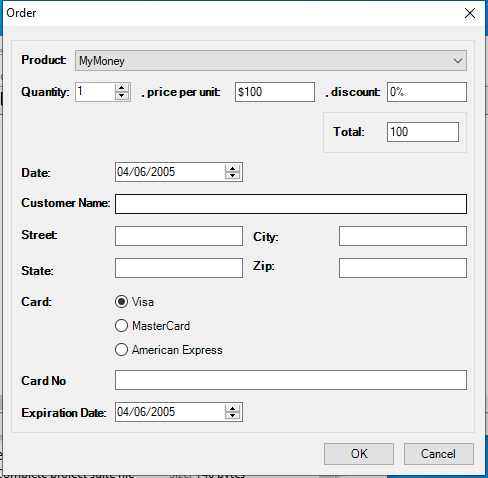 Order
Product: MyMoney
Quantity: 1 , price per unit: $100 , discount: 0%
Total: 100
Date: 04/06/2005
Customer Name:
Street: City:
State: Zip:
Card: Visa
MasterCard
American Express
Card No
Expiration Date: 04/06/2005
OK Cancel